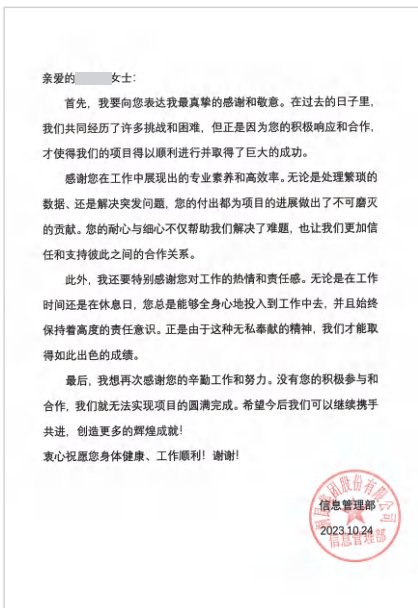 亲爱的 女士：
首先，我要向您表达我最真挚的感谢和敬意。在过去的日子里，
我们共同经历了许多挑战和困难，但正是因为您的积极响应和合作，
才使得我们的项目得以顺利进行并取得了巨大的成功。
感谢您在工作中展现出的专业素养和高效率。无论是处理繁琐的
数据、还是解决突发问题，您的付出都为项目的进展做出了不可磨灭
的贡献。您的耐心与细心不仅帮助我们解决了难题，也让我们更加信
任和支持彼此之间的合作关系。
此外，我还要特别感谢您对工作的热情和责任感。无论是在工作
时间还是在休息日，您总是能够全身心地投入到工作中去，并且始终
保持着高度的责任意识。正是由于这种无私奉献的精神，我们才能取
得如此出色的成绩。
最后，我想再次感谢您的辛勤工作和努力。没有您的积极参与和
合作，我们就无法实现项目的圆满完成。希望今后我们可以继续携手
共进，创造更多的辉煌成就！
衷心祝愿您身体健康、工作顺利！谢谢！
集团股份有限公司
信息管理部
2023.10.24
信息管理部